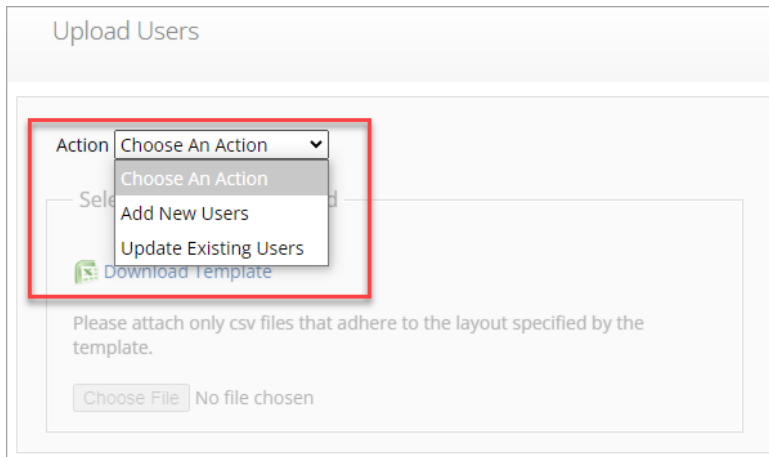 Upload Users
Action Choose An Action
Choose An Action
Add New Users
Update Existing Users
Download Template
Please attach only csv files that adhere to the layout specified by the
template.
Choose File No file chosen